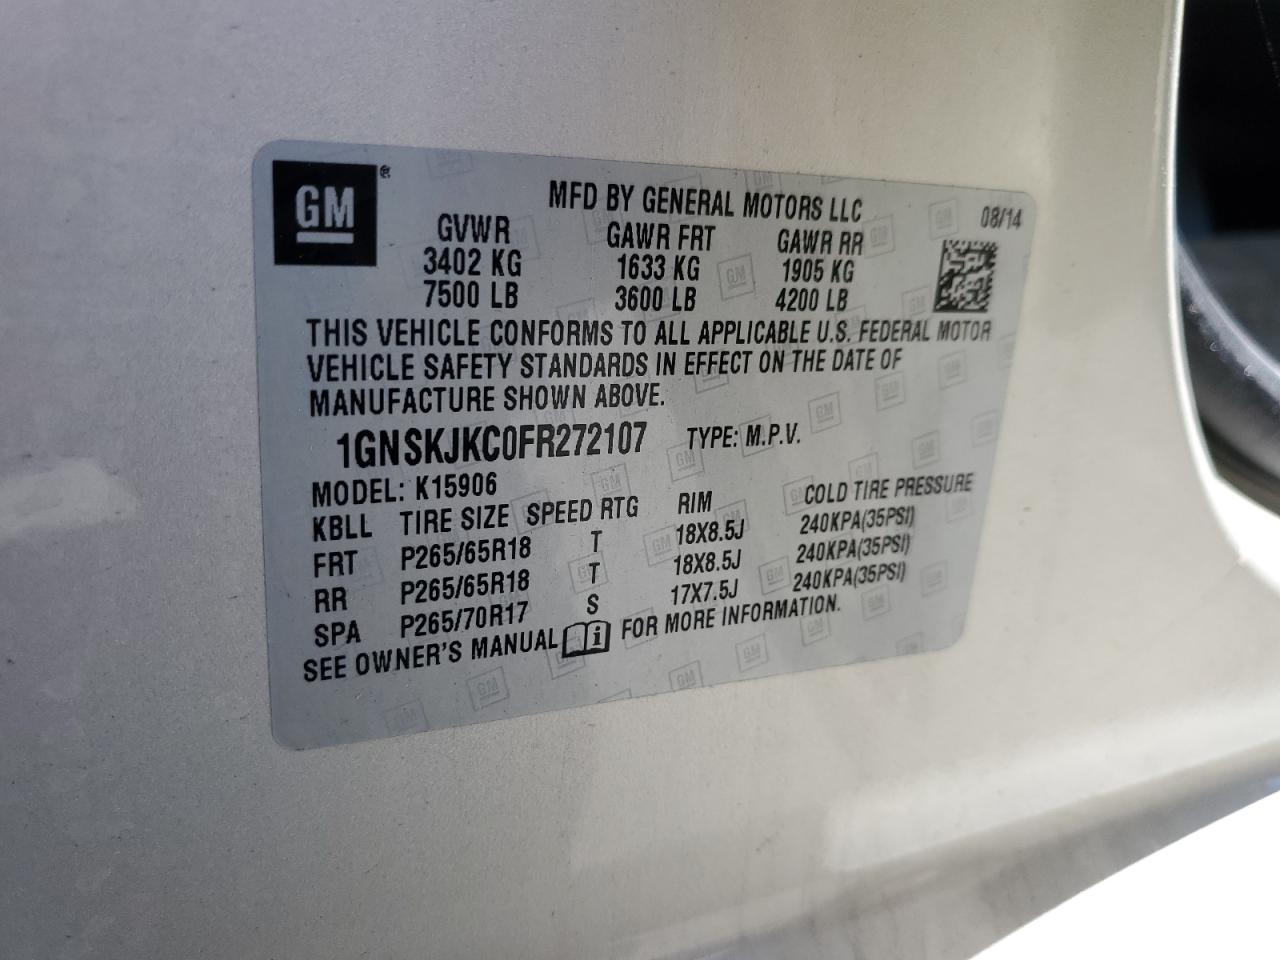 GM ®
MFD BY GENERAL MOTORS LLC
08/14
GVWR GAWR FRT GAWR RR
3402 KG 1633 KG 1905 KG
7500 LB 3600 LB 4200 LB
THIS VEHICLE CONFORMS TO ALL APPLICABLE U.S. FEDERAL MOTOR
VEHICLE SAFETY STANDARDS IN EFFECT ON THE DATE OF
MANUFACTURE SHOWN ABOVE.
1GNSKJKC0FR272107 TYPE: M.P.V.
MODEL: K15906
KBLL TIRE SIZE SPEED RTG RIM COLD TIRE PRESSURE
FRT P265/65R18 T 18X8.5J 240KPA(35PSI)
RR P265/65R18 T 18X8.5J 240KPA(35PSI)
SPA P265/70R17 S 17X7.5J 240KPA(35PSI)
SEE OWNER'S MANUAL i FOR MORE INFORMATION.